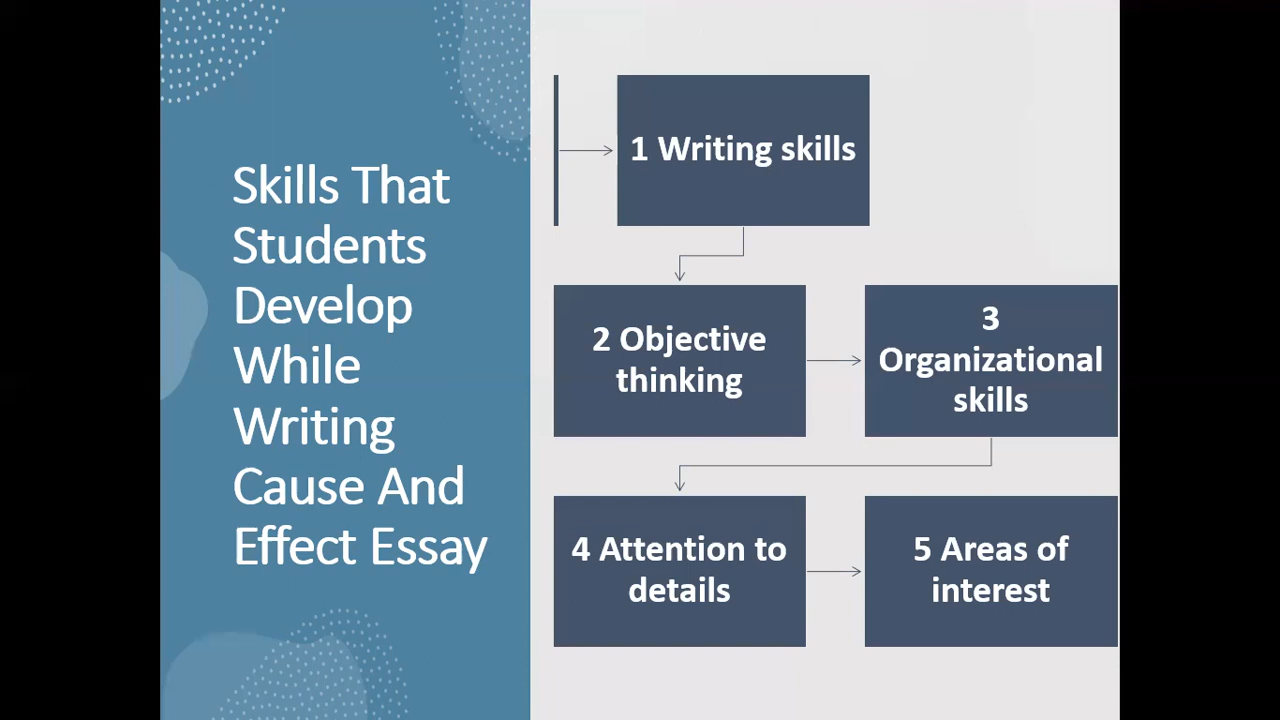 Skills That
Students
Develop
While
Writing
Cause And
Effect Essay
1 Writing skills
2 Objective
thinking
3
Organizational
skills
4 Attention to
details
5 Areas of
interest